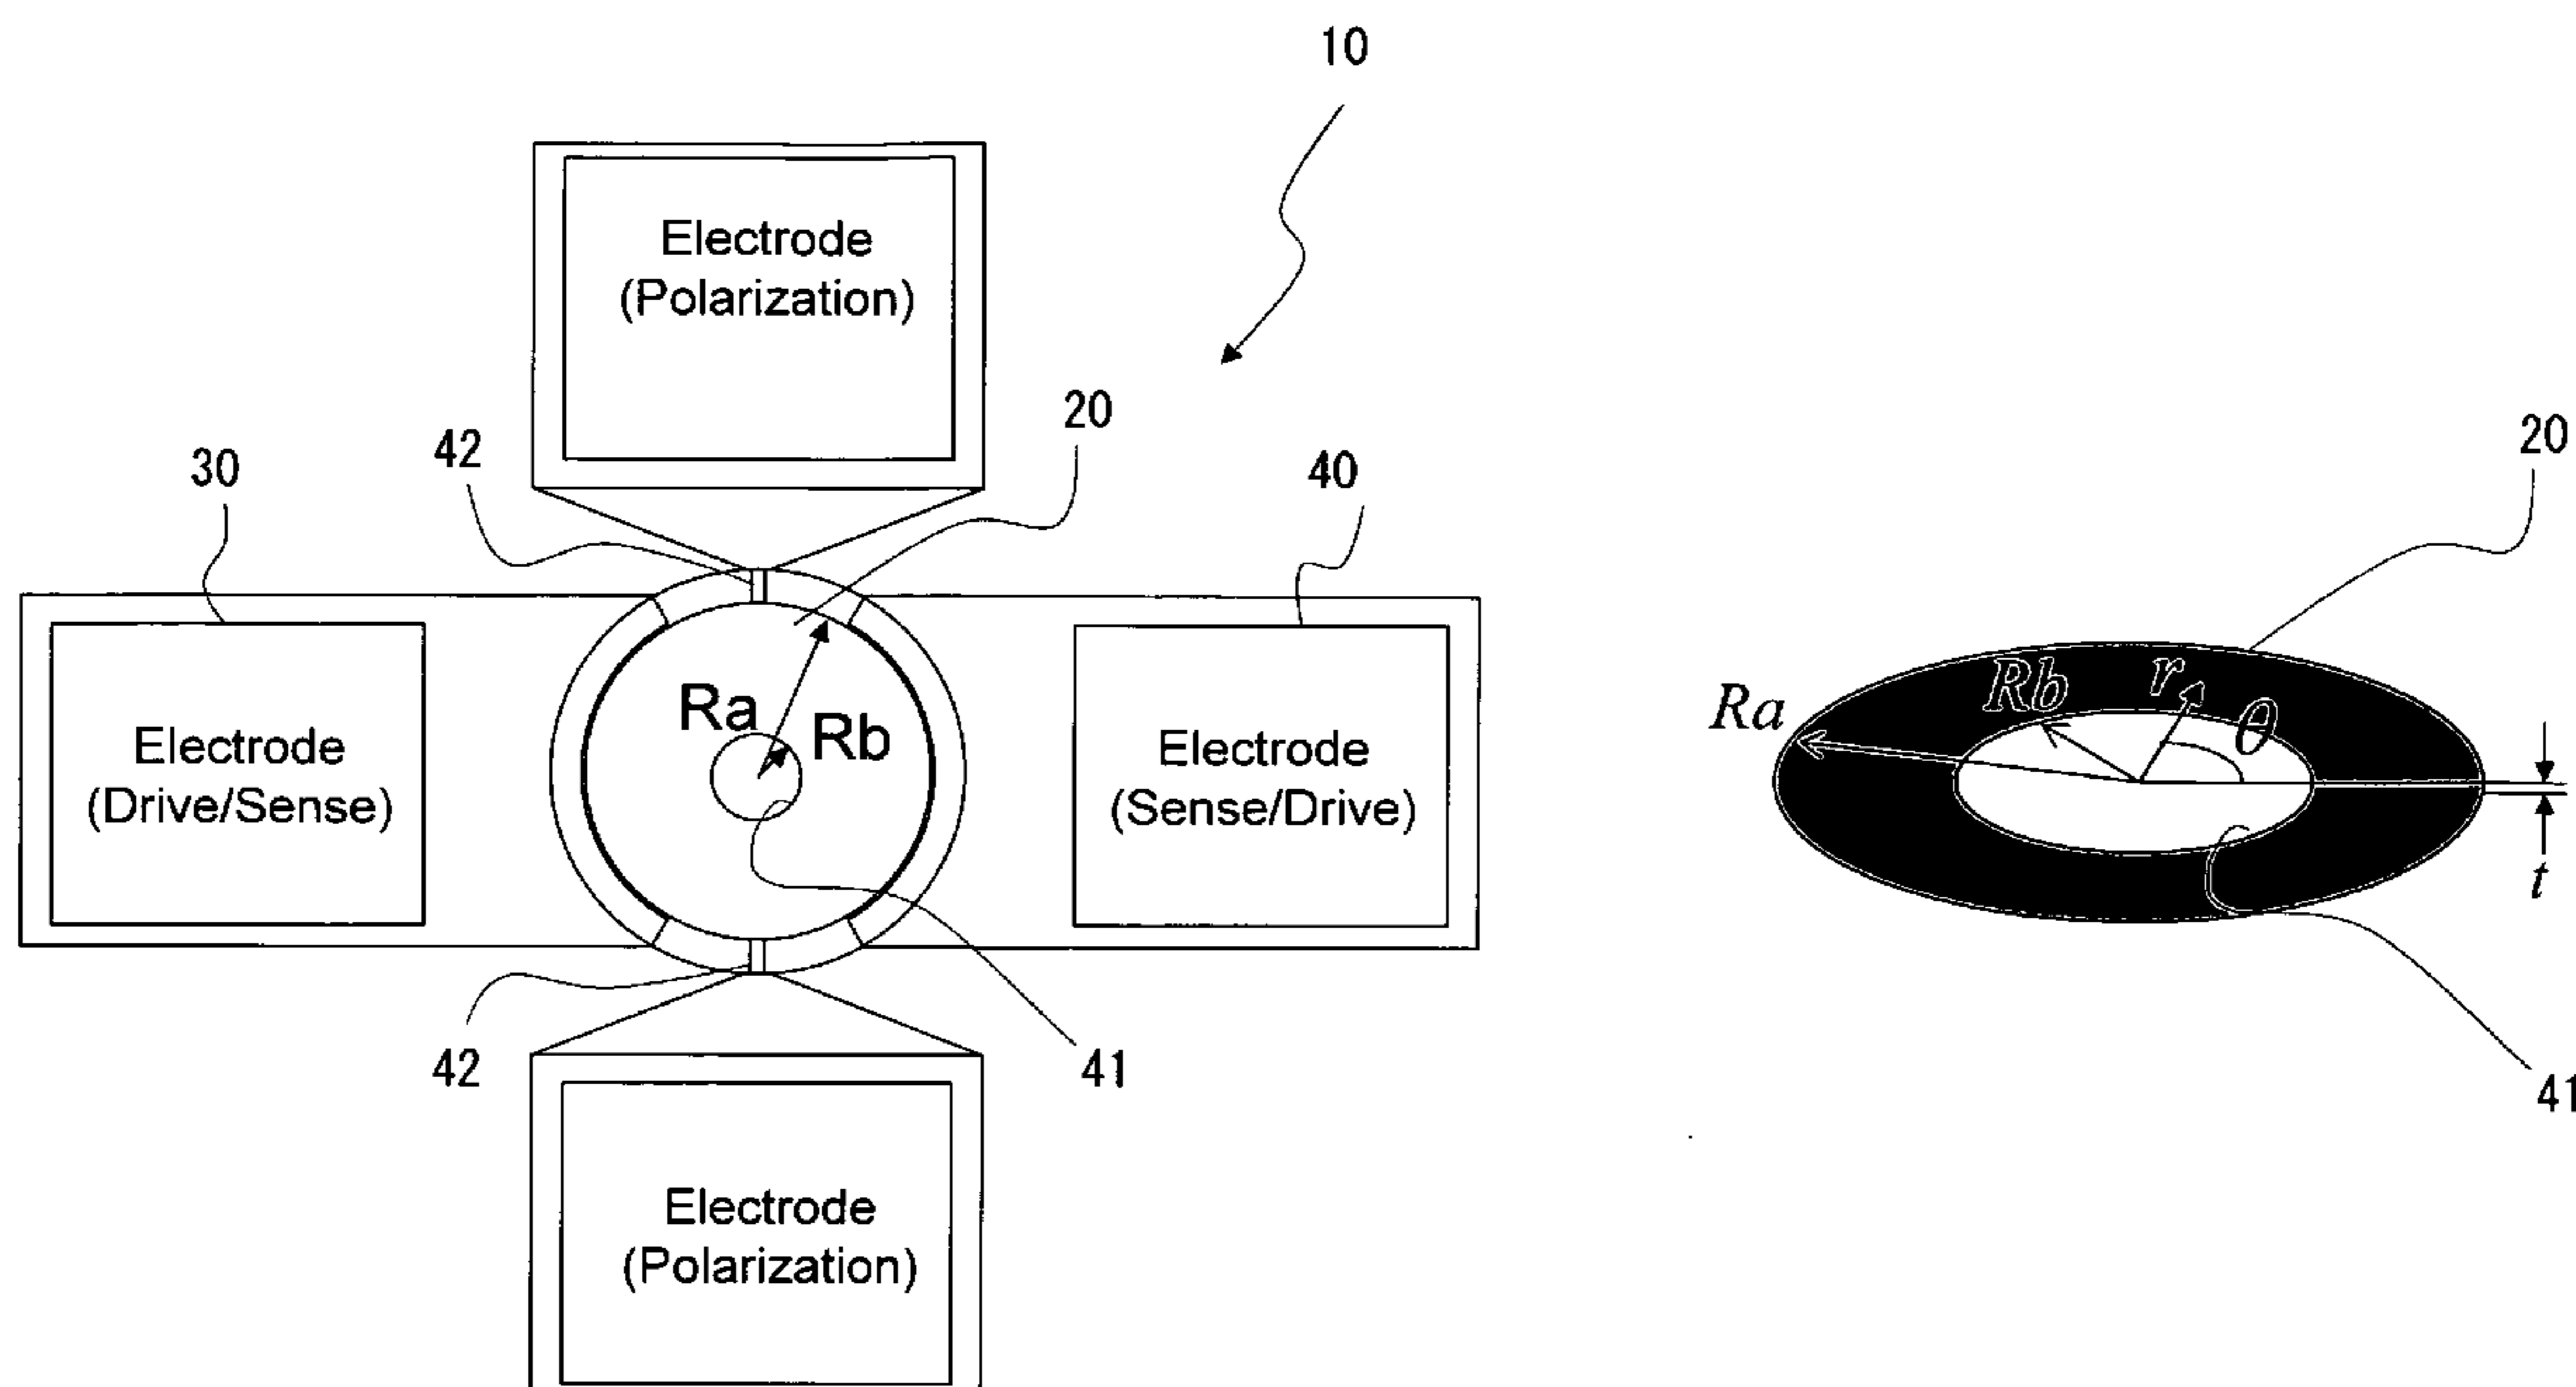 10
Electrode
(Polarization)
20
42
30
40
20
Ra
Rb
Electrode
(Drive/Sense)
Electrode
(Sense/Drive)
Ra
Rb
r
θ
t
42
41
41
Electrode
(Polarization)